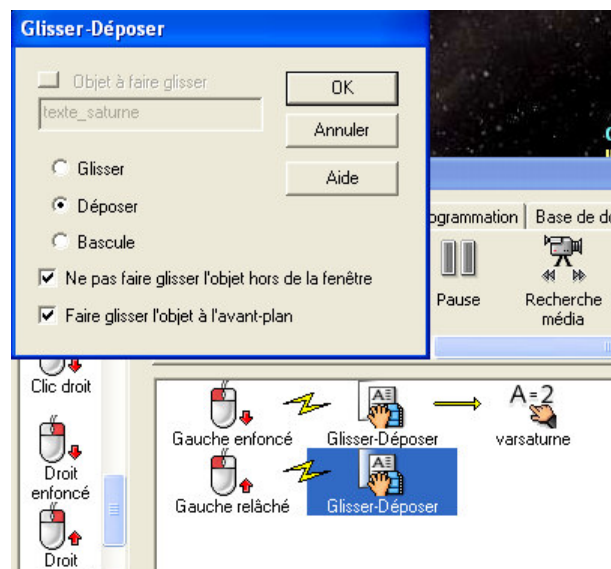 Glisser-Déposer
Objet à faire glisser
texte_saturne
OK
Annuler
Aide
Glisser
Déposer
Bascule
Ne pas faire glisser l'objet hors de la fenêtre
Faire glisser l'objet à l'avant-plan
ogrammation
Base de d
Pause
Recherche
média
Clic droit
Droit
enfoncé
Droit
A=2
Gauche enfoncé
Glisser-Déposer
varsaturne
Gauche relâché
Glisser-Déposer